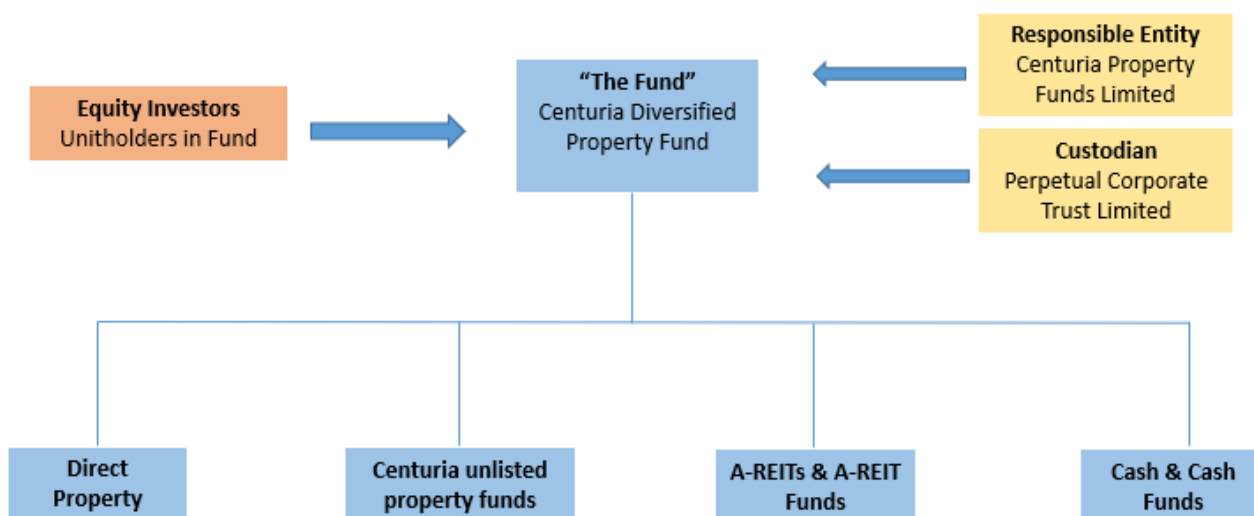 Equity Investors
Unitholders in Fund
“The Fund”
Centuria Diversified
Property Fund
Responsible Entity
Centuria Property
Funds Limited
Custodian
Perpetual Corporate
Trust Limited
Direct
Property
Centuria unlisted
property funds
A-REITs & A-REIT
Funds
Cash & Cash
Funds